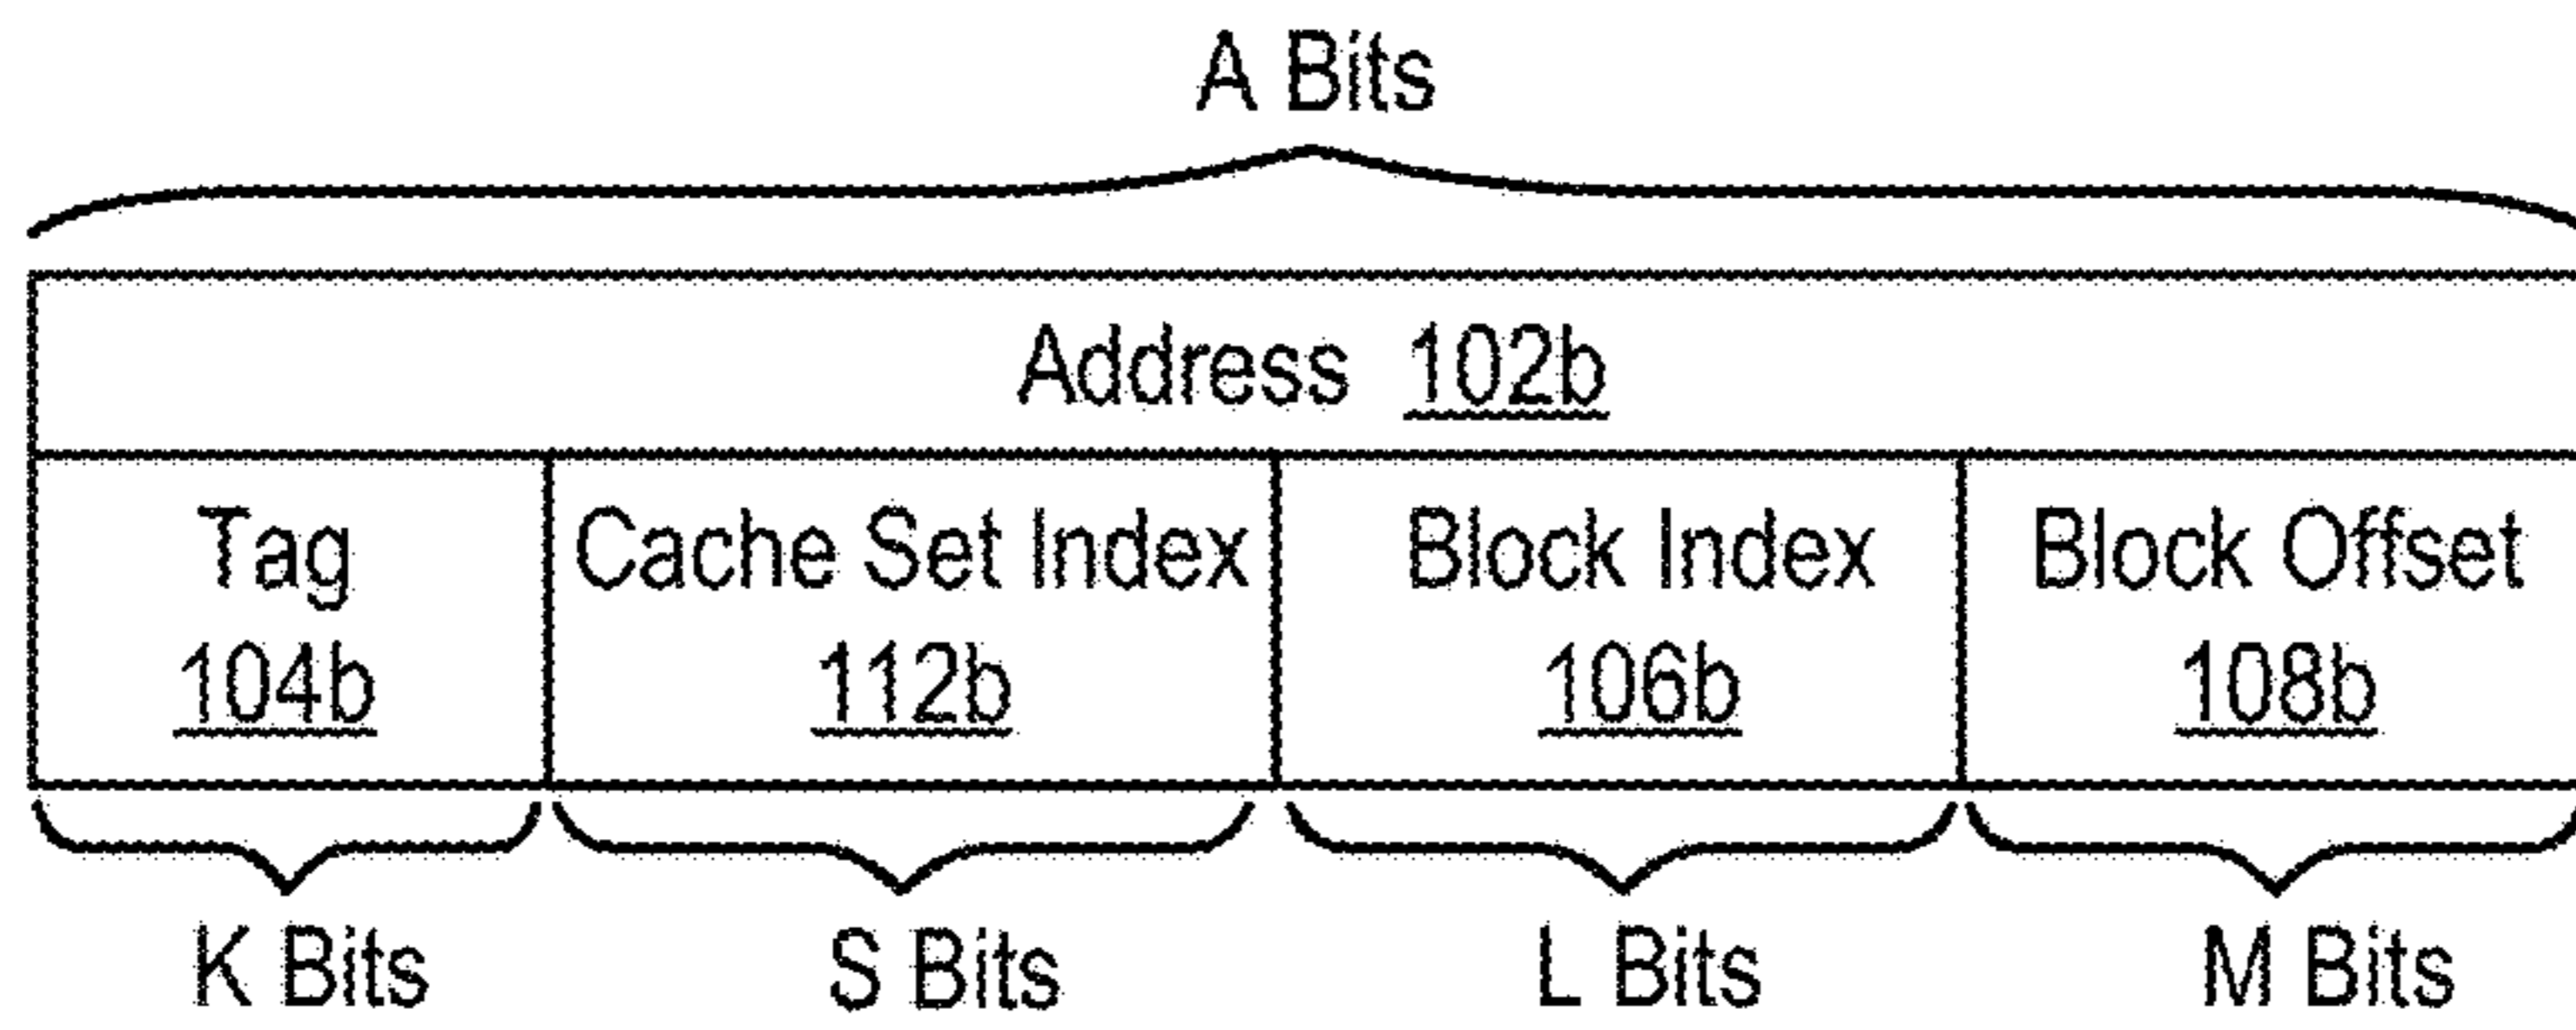 A Bits
Address 102b
Tag Cache Set Index Block Index Block Offset
104b 112b 106b 108b
K Bits S Bits L Bits M Bits